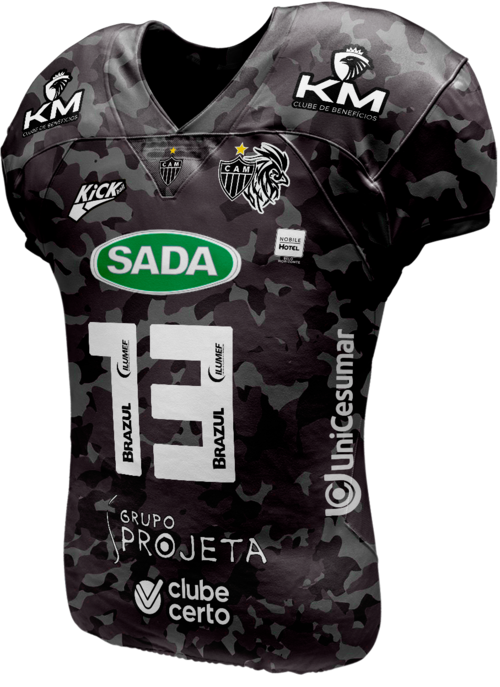 KM
CLUBE DE BENEFÍCIOS
KM
CLUBE DE BENEFÍCIOS
CAM
CAM
KiCK
NOBILE
HOTEL
SADA
13
BRAZUL
ILUMEF
BRAZUL
ILUMEF
UniCesumar
GRUPO
PROJETA
clube
certo